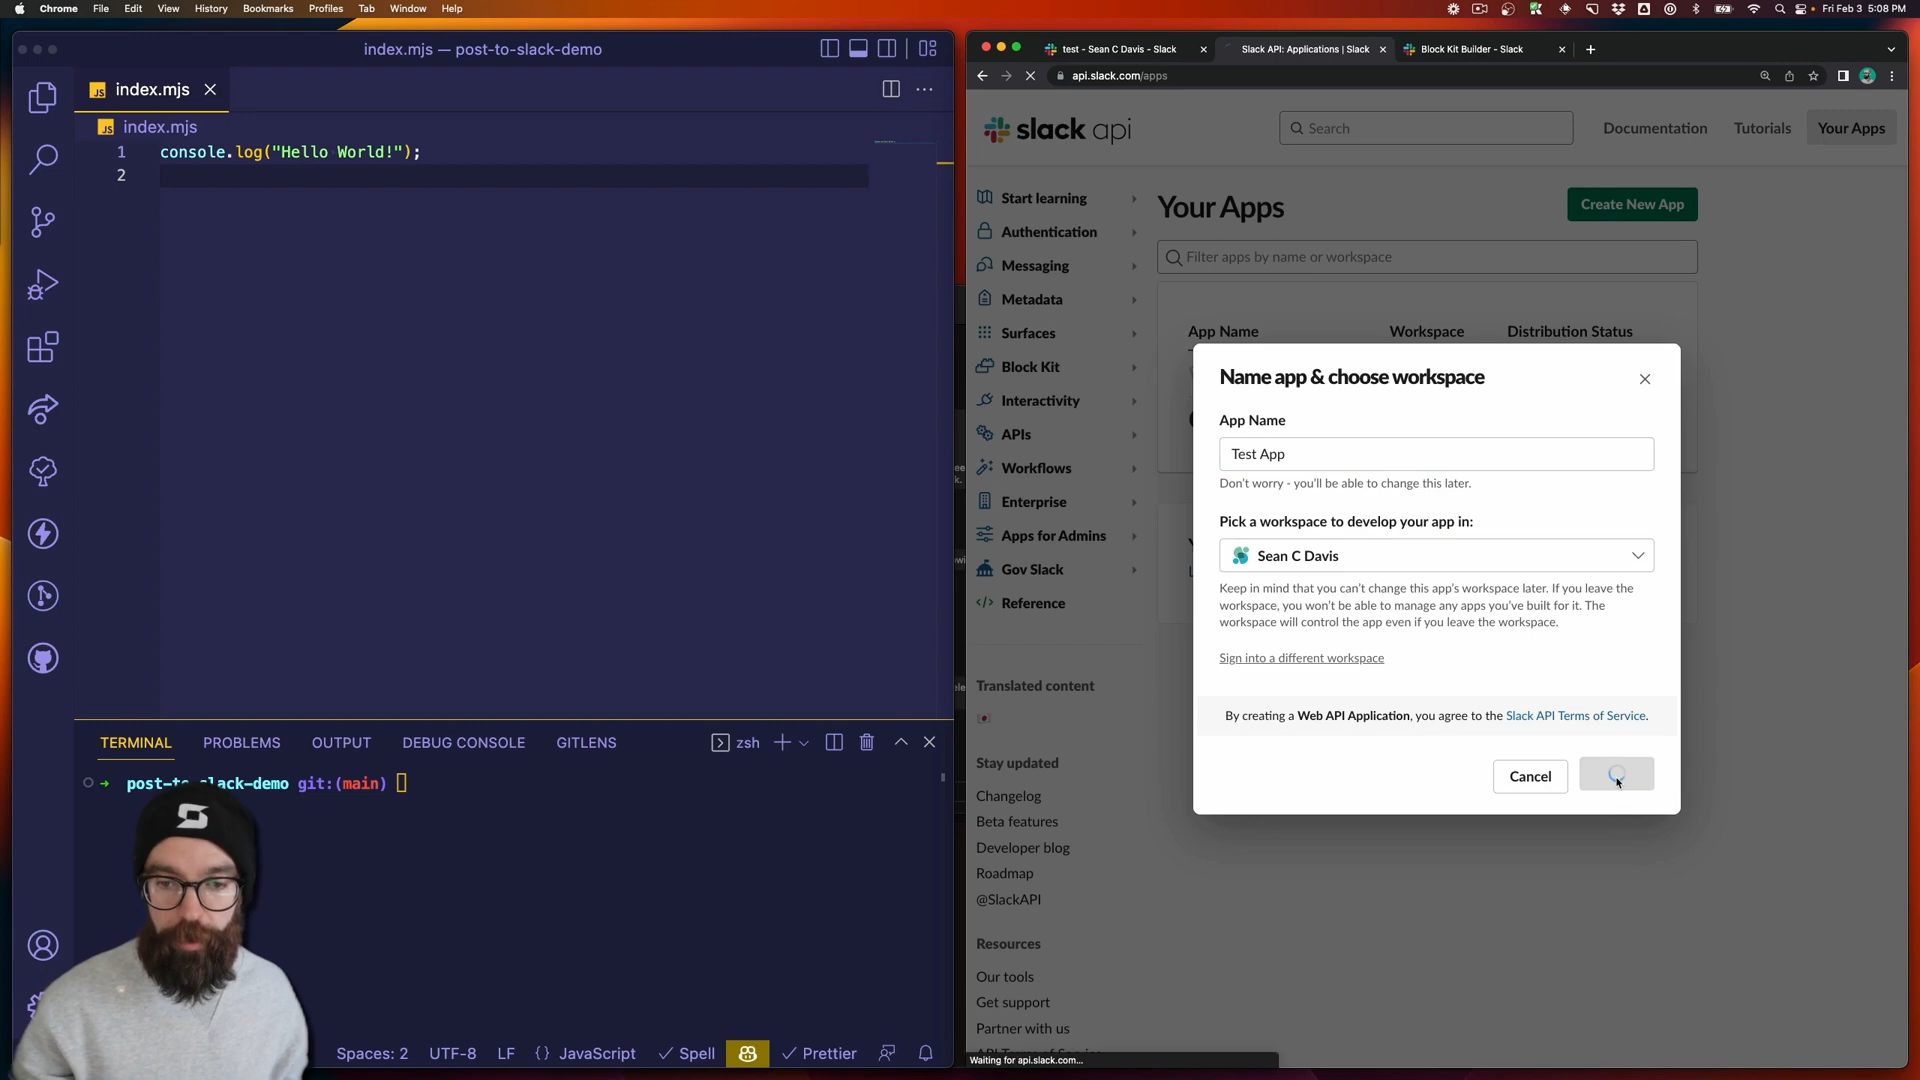 Chrome File Edit View History Bookmarks Profiles Tab Window Help
Fri Feb 3 5:08 PM
index.mjs — post-to-slack-demo
JS index.mjs
JS index.mjs
1 console.log("Hello World!");
2
TERMINAL PROBLEMS OUTPUT DEBUG CONSOLE GITLENS
zsh
post-to-slack-demo git:(main)
Spaces: 2 UTF-8 LF {} JavaScript Spell Prettier
test - Sean C Davis - Slack
Slack API: Applications | Slack
Block Kit Builder - Slack
api.slack.com/apps
slack api
Search
Documentation
Tutorials
Your Apps
Start learning
Authentication
Messaging
Metadata
Surfaces
Block Kit
Interactivity
APIs
Workflows
Enterprise
Apps for Admins
Gov Slack
Reference
Translated content
Stay updated
Changelog
Beta features
Developer blog
Roadmap
@SlackAPI
Resources
Our tools
Get support
Partner with us
API Terms of Service
Waiting for api.slack.com...
Your Apps
Create New App
Filter apps by name or workspace
App Name Workspace Distribution Status
Name app & choose workspace
App Name
Test App
Don't worry - you'll be able to change this later.
Pick a workspace to develop your app in:
Sean C Davis
Keep in mind that you can't change this app's workspace later. If you leave the
workspace, you won't be able to manage any apps you've built for it. The
workspace will control the app even if you leave the workspace.
Sign into a different workspace
By creating a Web API Application, you agree to the Slack API Terms of Service.
Cancel